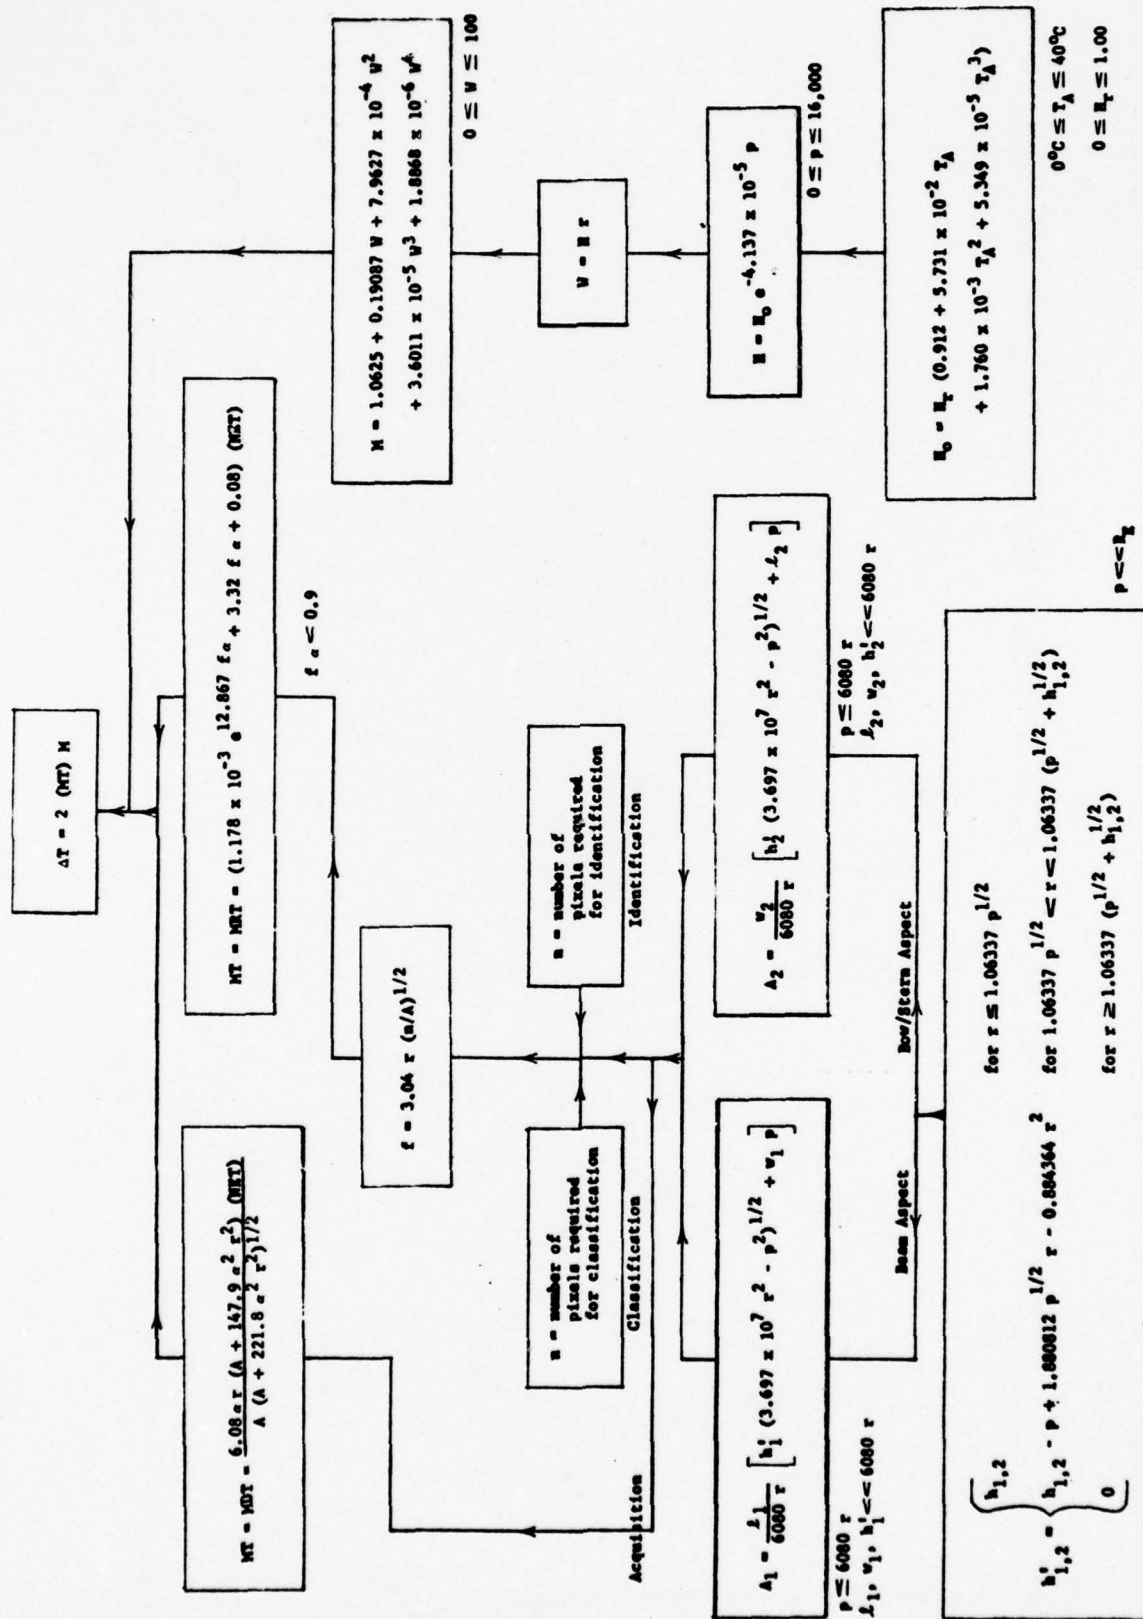 ΔT = 2 (MT) M
MT = MDT = 6.08 α r (A + 147.9 α² r²) (NET) / A (A + 221.8 α² r²)^1/2
MT = MRT = (1.178 x 10⁻³ e^12.867 fα + 3.32 f α + 0.08) (N2T)
f α < 0.9
M = 1.0625 + 0.19087 W + 7.9627 x 10⁻⁴ W²
+ 3.6011 x 10⁻⁵ W³ + 1.8868 x 10⁻⁶ W⁴
0 ≤ W ≤ 100
f = 3.04 r (n/A)^1/2
W = H r
n = number of
pixels required
for classification
Classification
n = number of
pixels required
for identification
Identification
Acquisition
H = H₀ e^-4.137 x 10⁻⁵ p
0 ≤ p ≤ 16,000
A₁ = ℓ₁/6080 r [h₁' (3.697 x 10⁷ r² - p²)^1/2 + w₁ p]
p ≤ 6080 r
ℓ₁, w₁, h₁' << 6080 r
A₂ = w₂/6080 r [h₂' (3.697 x 10⁷ r² - p²)^1/2 + ℓ₂ p]
p ≤ 6080 r
ℓ₂, w₂, h₂' << 6080 r
H₀ = H_r (0.912 + 5.731 x 10⁻² T_A
+ 1.760 x 10⁻³ T_A² + 5.349 x 10⁻⁵ T_A³)
0°C ≤ T_A ≤ 40°C
0 ≤ H_r ≤ 1.00
Beam Aspect
Bow/Stern Aspect
h'₁,₂ =
h₁,₂ for r ≤ 1.06337 p^1/2
h₁,₂ - p + 1.880812 p^1/2 r - 0.884364 r² for 1.06337 p^1/2 < r < 1.06337 (p^1/2 + h₁,₂^1/2)
0 for r ≥ 1.06337 (p^1/2 + h₁,₂^1/2)
p << R_E